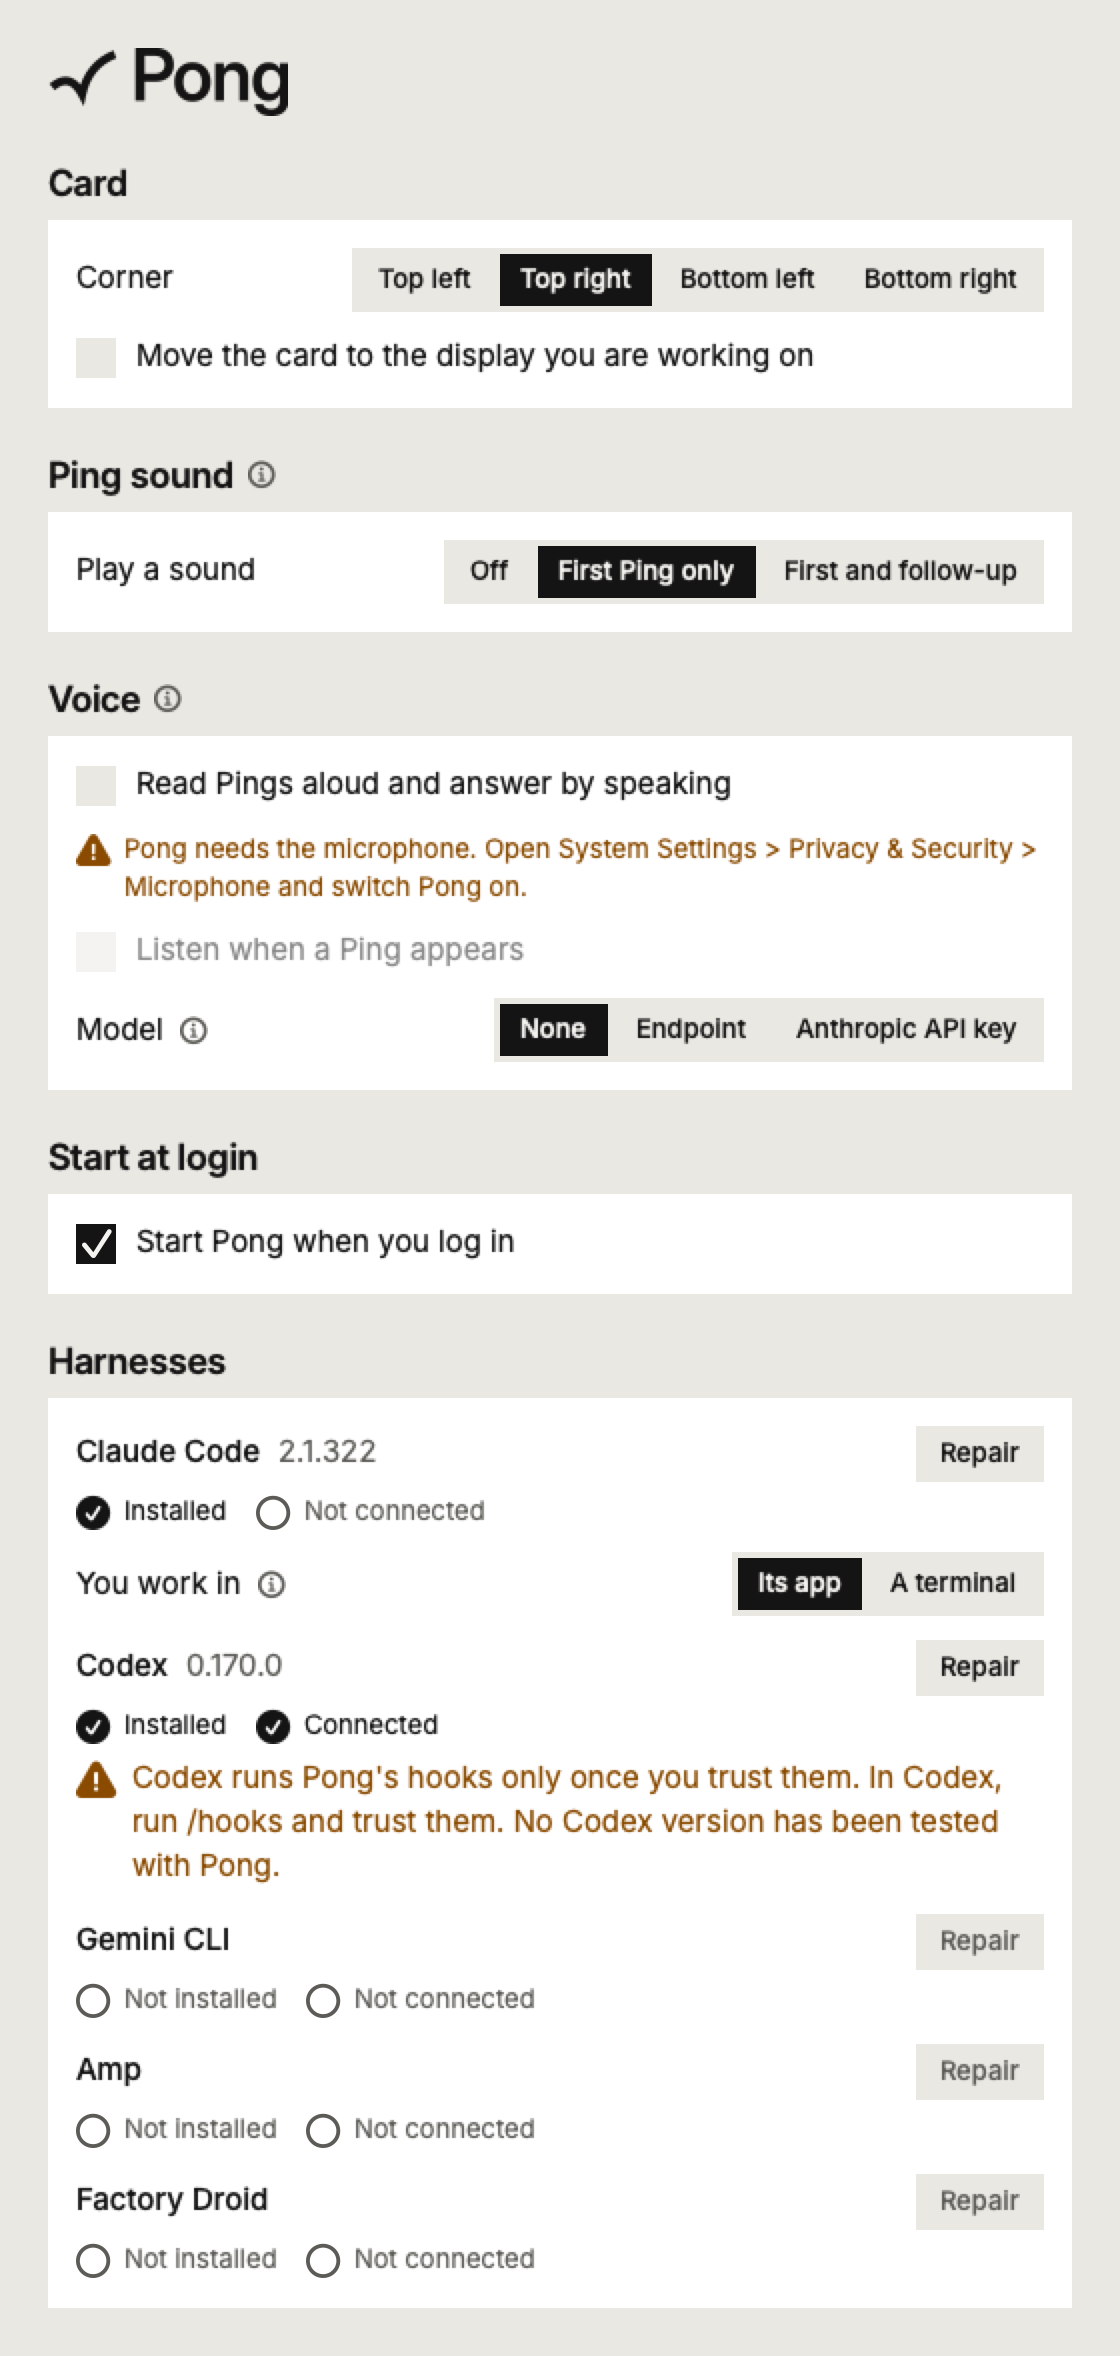 Pong
Card
Corner
Top left
Top right
Bottom left
Bottom right
Move the card to the display you are working on
Ping sound
Play a sound
Off
First Ping only
First and follow-up
Voice
Read Pings aloud and answer by speaking
Pong needs the microphone. Open System Settings > Privacy & Security >
Microphone and switch Pong on.
Listen when a Ping appears
Model
None
Endpoint
Anthropic API key
Start at login
Start Pong when you log in
Harnesses
Claude Code 2.1.322
Repair
Installed
Not connected
You work in
Its app
A terminal
Codex 0.170.0
Repair
Installed
Connected
Codex runs Pong's hooks only once you trust them. In Codex,
run /hooks and trust them. No Codex version has been tested
with Pong.
Gemini CLI
Repair
Not installed
Not connected
Amp
Repair
Not installed
Not connected
Factory Droid
Repair
Not installed
Not connected